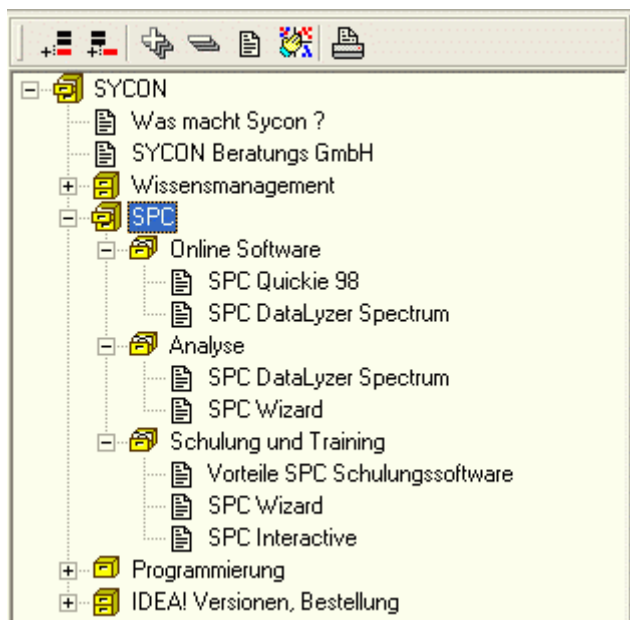 SYCON
Was macht Sycon ?
SYCON Beratungs GmbH
Wissensmanagement
SPC
Online Software
SPC Quickie 98
SPC DataLyzer Spectrum
Analyse
SPC DataLyzer Spectrum
SPC Wizard
Schulung und Training
Vorteile SPC Schulungssoftware
SPC Wizard
SPC Interactive
Programmierung
IDEA! Versionen, Bestellung